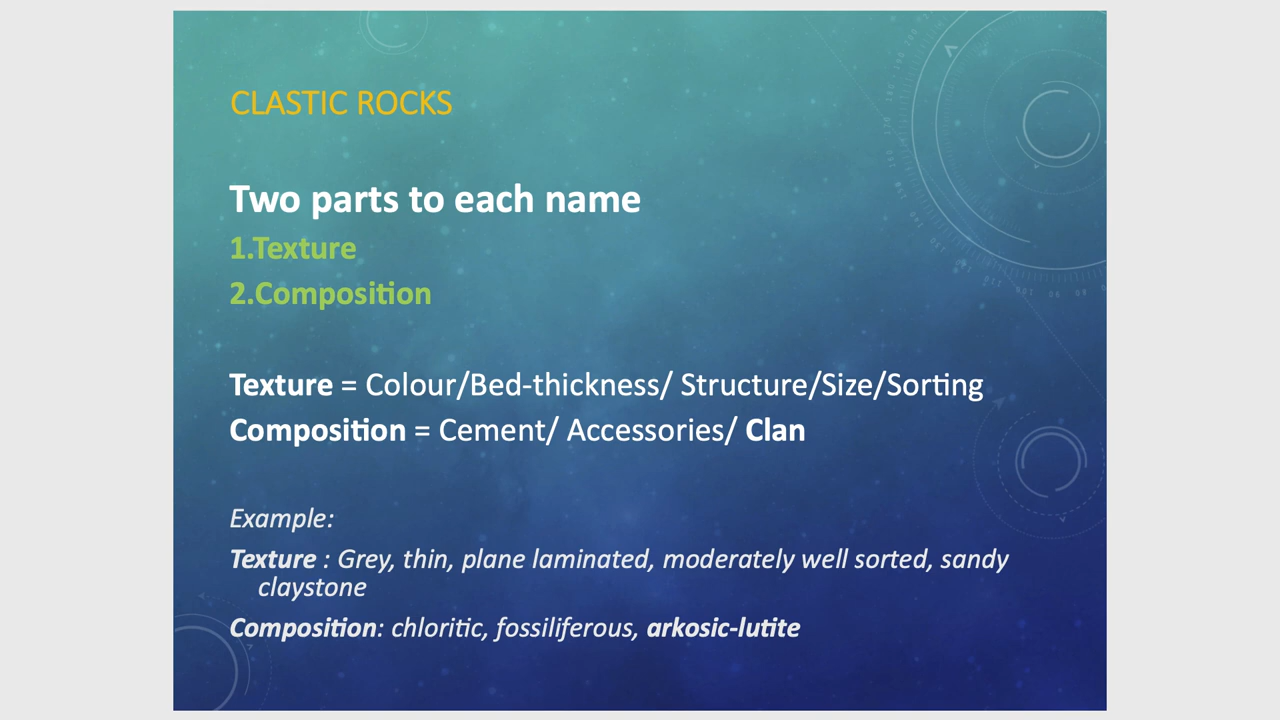 CLASTIC ROCKS
Two parts to each name
1.Texture
2.Composition
Texture = Colour/Bed-thickness/ Structure/Size/Sorting
Composition = Cement/ Accessories/ Clan
Example:
Texture : Grey, thin, plane laminated, moderately well sorted, sandy
claystone
Composition: chloritic, fossiliferous, arkosic-lutite